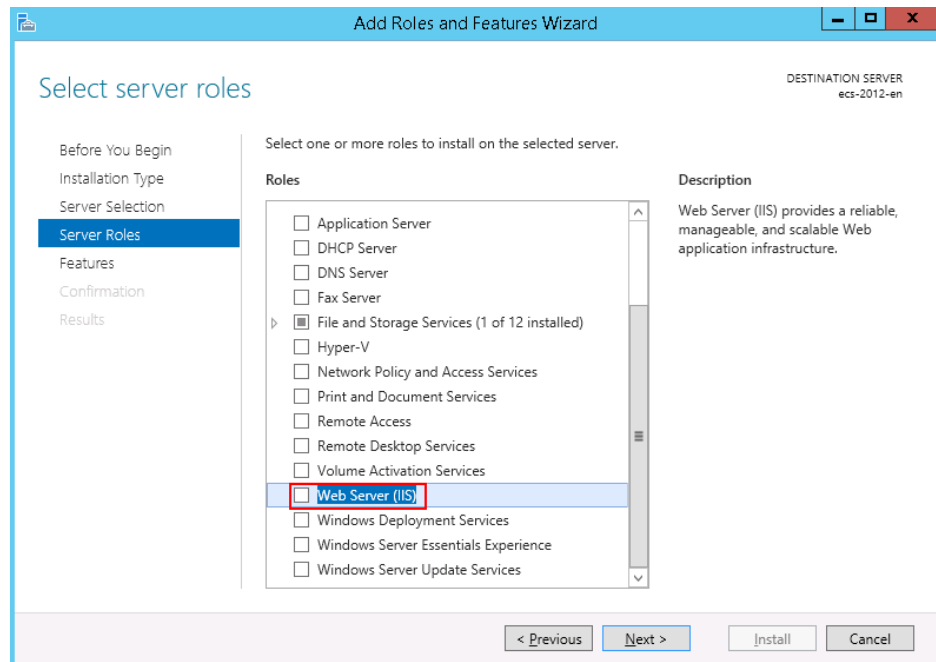 Add Roles and Features Wizard
Select server roles
DESTINATION SERVER
ecs-2012-en
Before You Begin
Installation Type
Server Selection
Server Roles
Features
Confirmation
Results
Select one or more roles to install on the selected server.
Roles
Application Server
DHCP Server
DNS Server
Fax Server
File and Storage Services (1 of 12 installed)
Hyper-V
Network Policy and Access Services
Print and Document Services
Remote Access
Remote Desktop Services
Volume Activation Services
Web Server (IIS)
Windows Deployment Services
Windows Server Essentials Experience
Windows Server Update Services
Description
Web Server (IIS) provides a reliable,
manageable, and scalable Web
application infrastructure.
< Previous
Next >
Install
Cancel